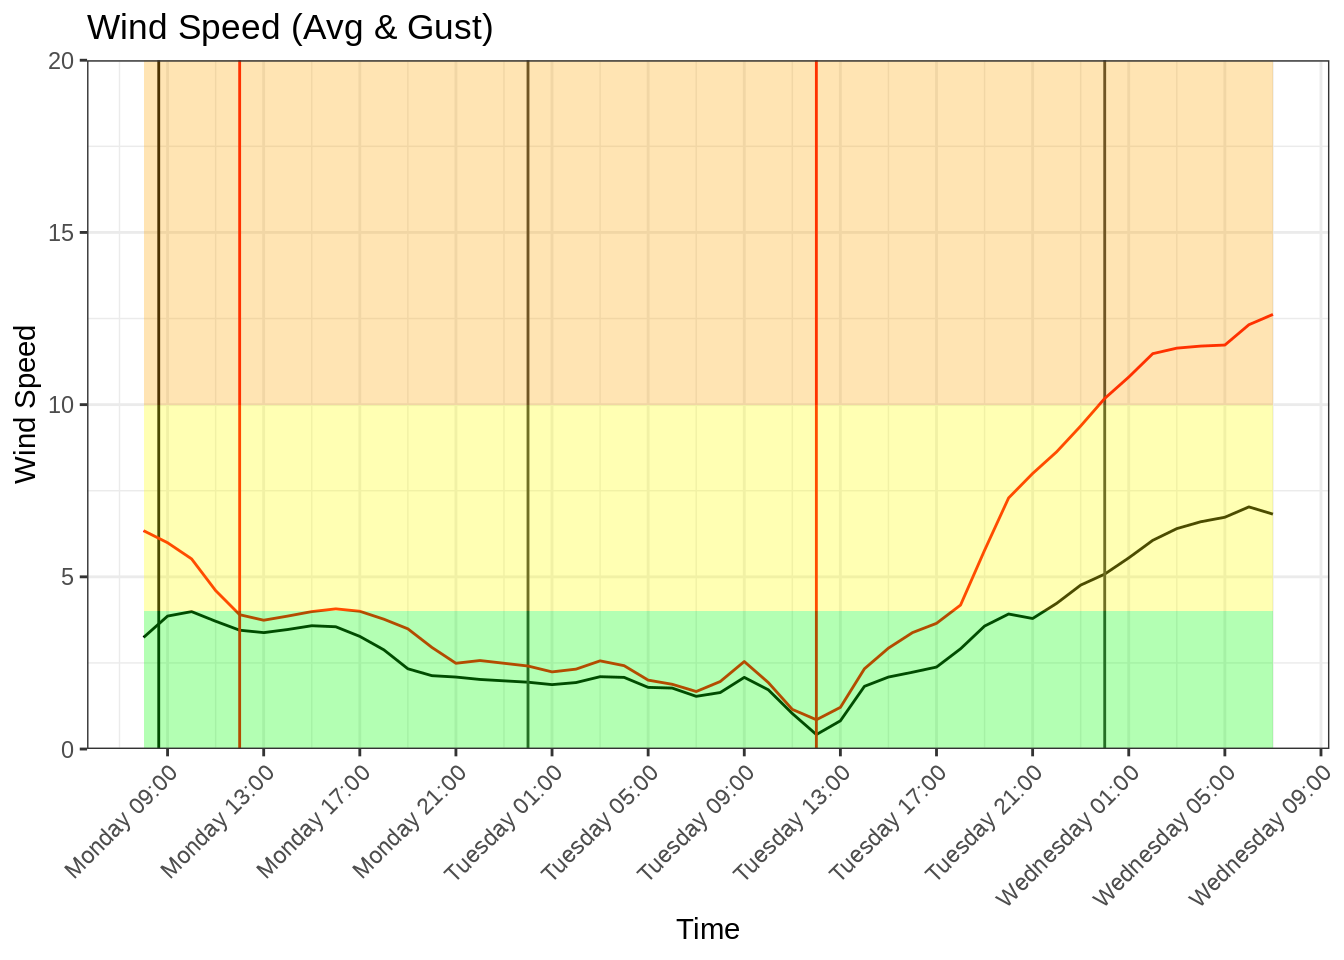 Wind Speed (Avg & Gust)
20
15
10
5
0
Wind Speed
Monday 09:00
Monday 13:00
Monday 17:00
Monday 21:00
Tuesday 01:00
Tuesday 05:00
Tuesday 09:00
Tuesday 13:00
Tuesday 17:00
Tuesday 21:00
Wednesday 01:00
Wednesday 05:00
Wednesday 09:00
Time